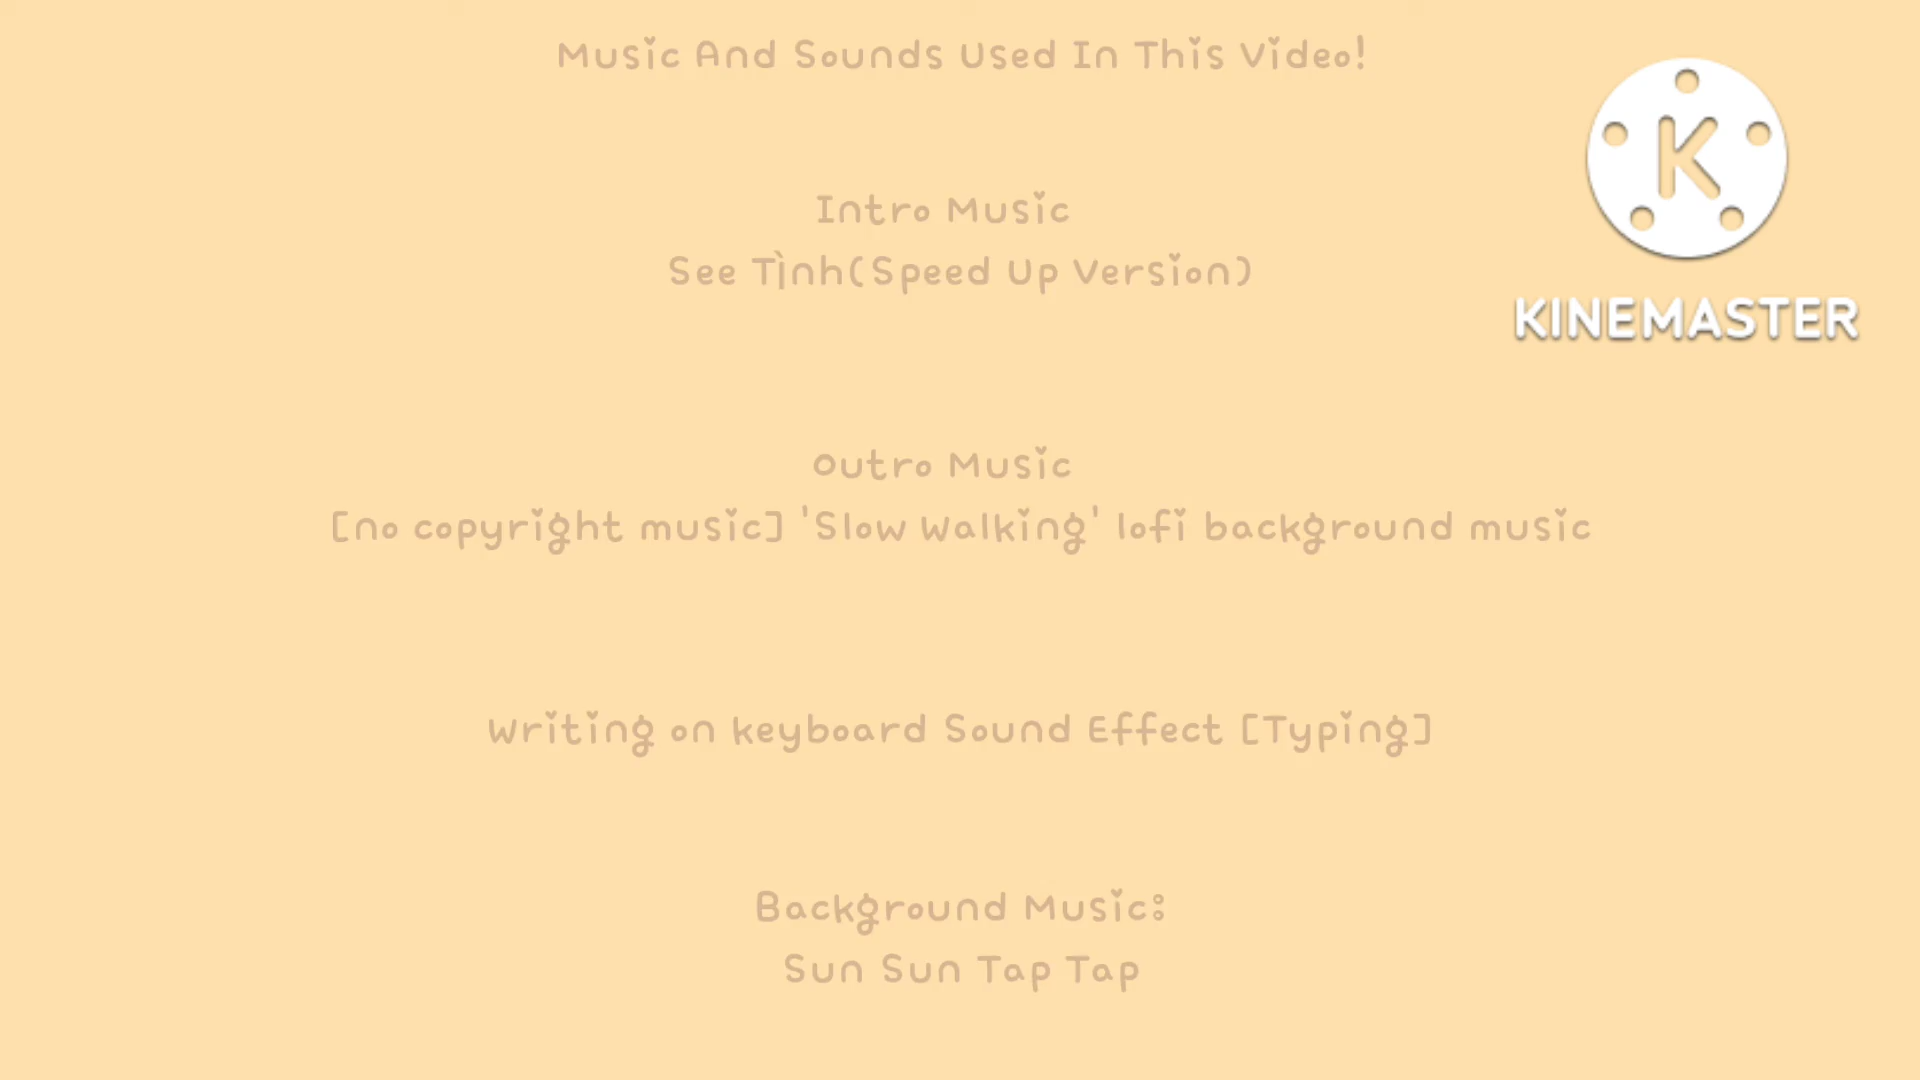 Music And Sounds Used In This Video!
Intro Music
See Tình(Speed Up Version)
Outro Music
[no copyright music] 'Slow Walking' lofi background music
Writing on keyboard Sound Effect [Typing]
Background Music:
Sun Sun Tap Tap
K
KINEMASTER